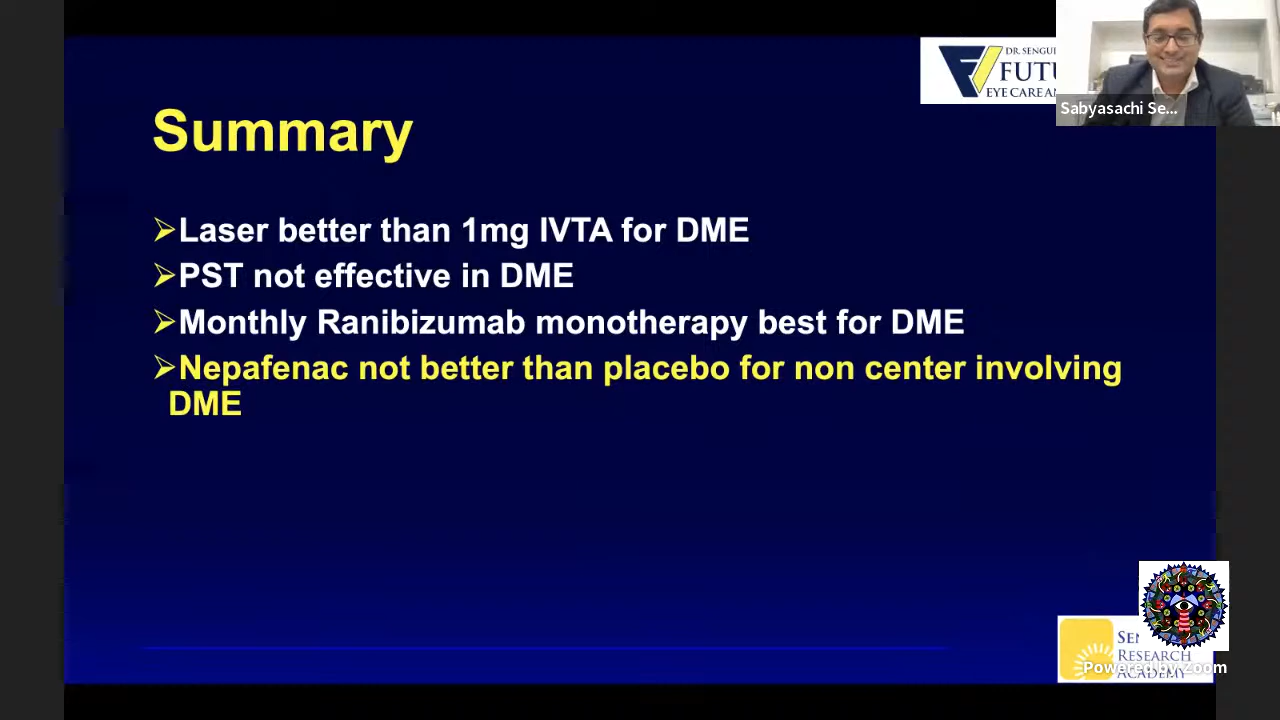 DR. SENGU
FUTU
EYE CARE AN
Sabyasachi Se...
Summary
➢Laser better than 1mg IVTA for DME
➢PST not effective in DME
➢Monthly Ranibizumab monotherapy best for DME
➢Nepafenac not better than placebo for non center involving
DME
SEN
RESEARCH
ACADEMY
Powered by zoom